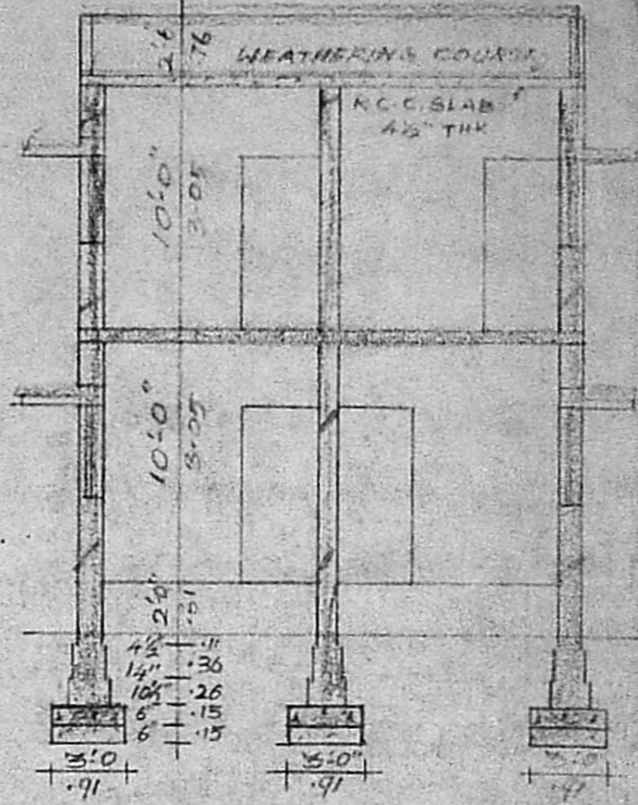 2'6" .76
WEATHERING COURSE
R.C.C. SLAB
4½" THK
10'-0" 3.05
10'-0" 3.05
2'0" .61
4½" .11
14" .36
10½" .26
6" .15
6" .15
3'-0 3'-0" 3'-0"
.91 .91 .91